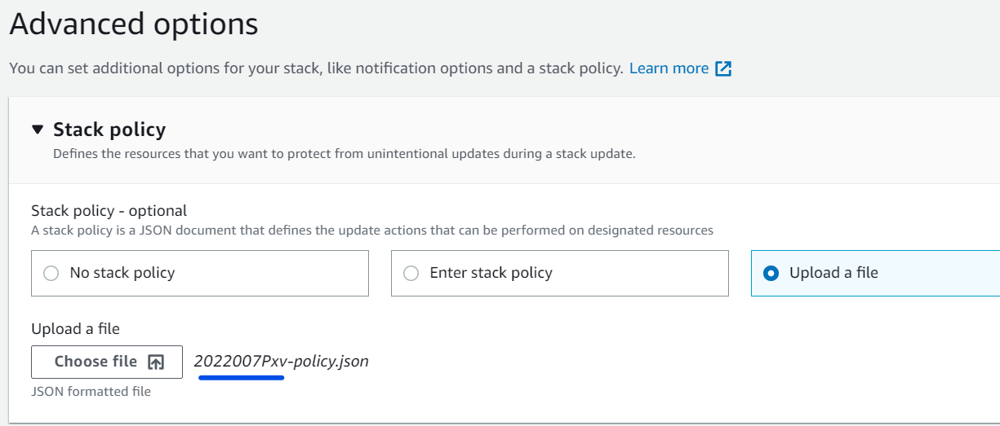 Advanced options
You can set additional options for your stack, like notification options and a stack policy. Learn more
Stack policy
Defines the resources that you want to protect from unintentional updates during a stack update.
Stack policy - optional
A stack policy is a JSON document that defines the update actions that can be performed on designated resources
No stack policy
Enter stack policy
Upload a file
Upload a file
Choose file
2022007Pxv-policy.json
JSON formatted file